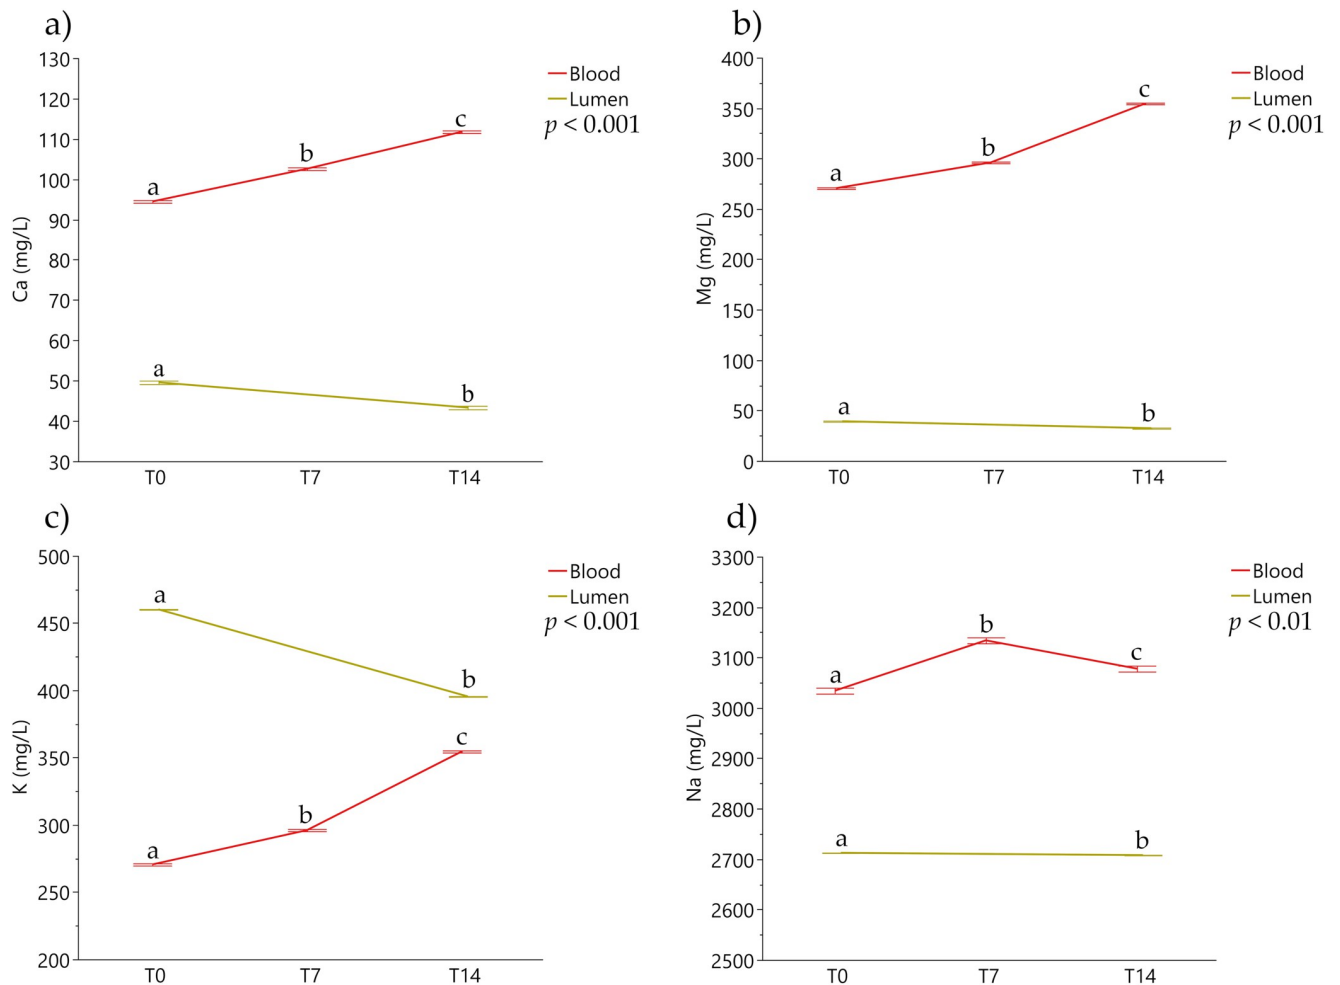 a)
130
120
110
100
90
80
70
60
50
40
30
Ca (mg/L)
T0
T7
T14
a
b
c
a
b
Blood
Lumen
p < 0.001
b)
400
350
300
250
200
150
100
50
0
Mg (mg/L)
T0
T7
T14
a
b
c
a
b
Blood
Lumen
p < 0.001
c)
500
450
400
350
300
250
200
K (mg/L)
T0
T7
T14
a
b
a
b
c
Blood
Lumen
p < 0.001
d)
3300
3200
3100
3000
2900
2800
2700
2600
2500
Na (mg/L)
T0
T7
T14
a
b
c
a
b
Blood
Lumen
p < 0.01